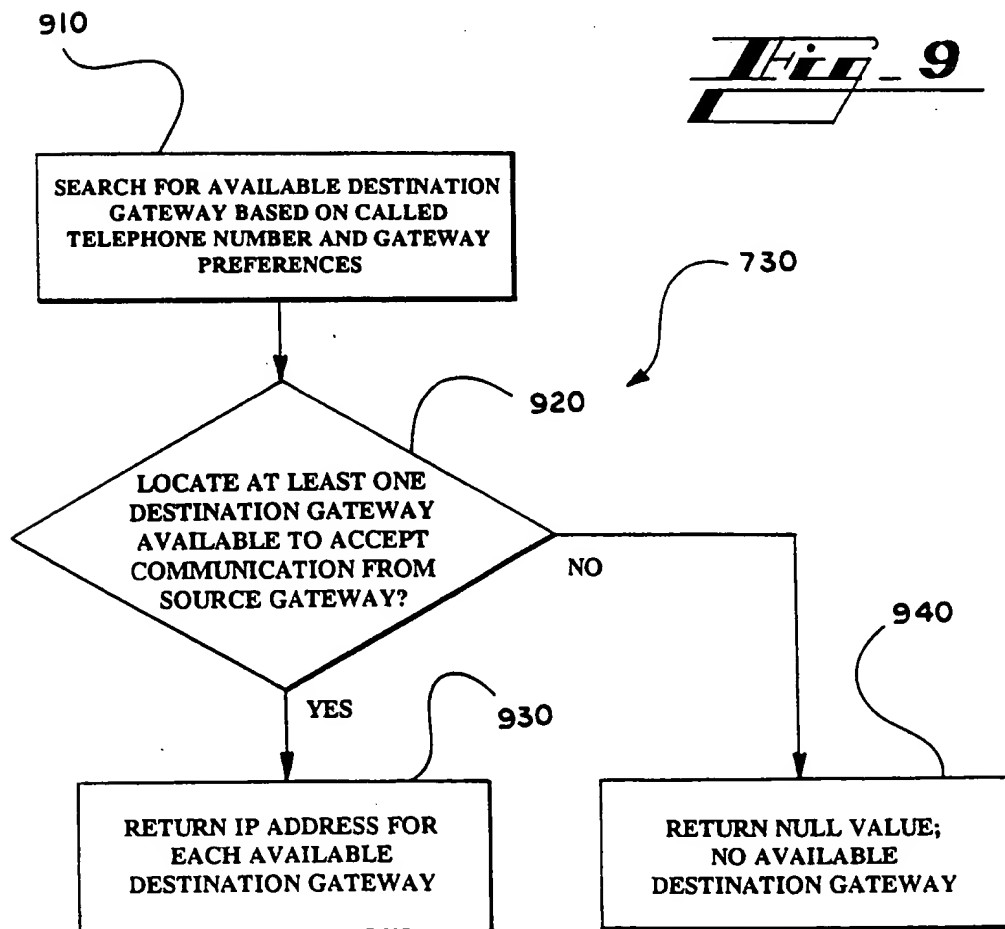 910
Fig_9
SEARCH FOR AVAILABLE DESTINATION
GATEWAY BASED ON CALLED
TELEPHONE NUMBER AND GATEWAY
PREFERENCES
730
920
LOCATE AT LEAST ONE
DESTINATION GATEWAY
AVAILABLE TO ACCEPT
COMMUNICATION FROM
SOURCE GATEWAY?
NO
940
YES
930
RETURN IP ADDRESS FOR
EACH AVAILABLE
DESTINATION GATEWAY
RETURN NULL VALUE;
NO AVAILABLE
DESTINATION GATEWAY